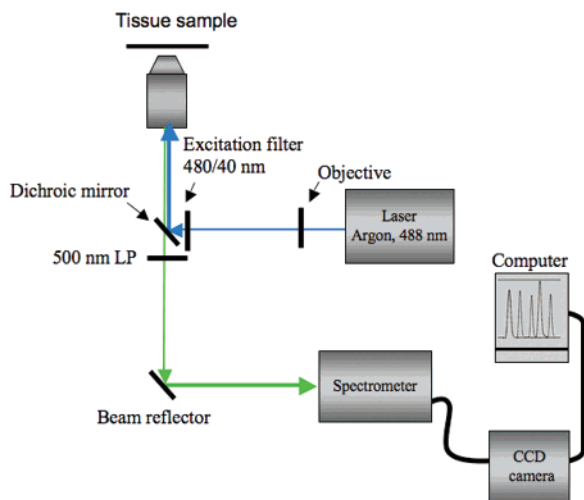 Tissue sample
Excitation filter
480/40 nm
Objective
Dichroic mirror
Laser
Argon, 488 nm
500 nm LP
Computer
Spectrometer
Beam reflector
CCD
camera